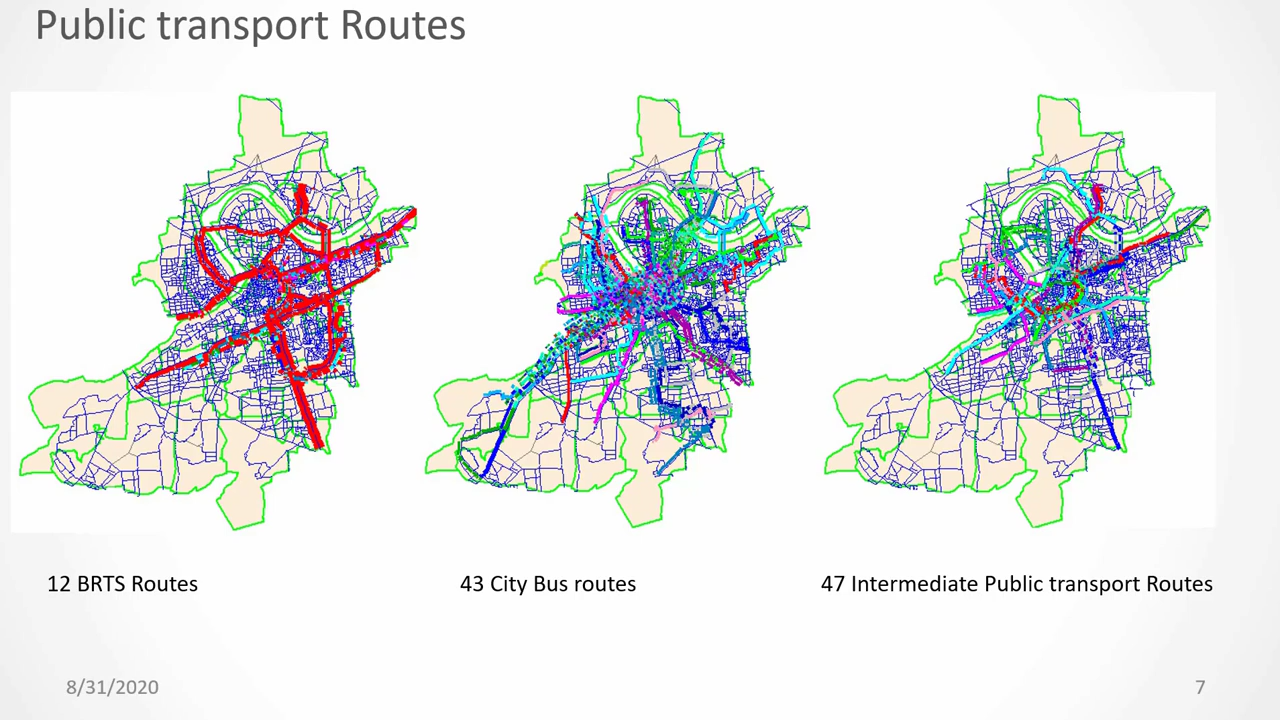 Public transport Routes
12 BRTS Routes
43 City Bus routes
47 Intermediate Public transport Routes
8/31/2020
7